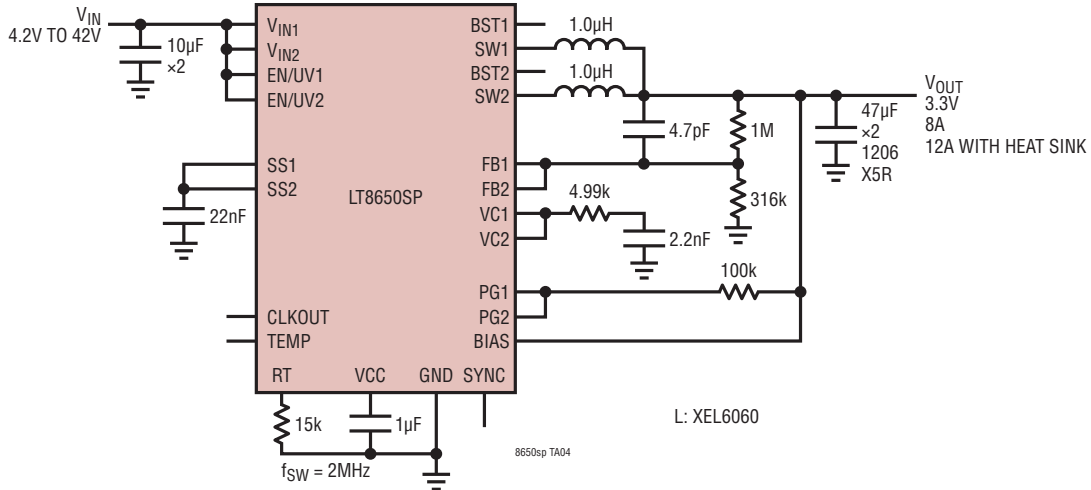 VIN
4.2V TO 42V
10µF
×2
VIN1
VIN2
EN/UV1
EN/UV2
SS1
SS2
22nF
CLKOUT
TEMP
LT8650SP
RT
VCC
GND
SYNC
BST1
SW1
BST2
SW2
FB1
FB2
VC1
VC2
PG1
PG2
BIAS
1.0µH
1.0µH
4.7pF
1M
316k
4.99k
2.2nF
100k
47µF
×2
1206
X5R
VOUT
3.3V
8A
12A WITH HEAT SINK
15k
1µF
fSW = 2MHz
8650sp TA04
L: XEL6060